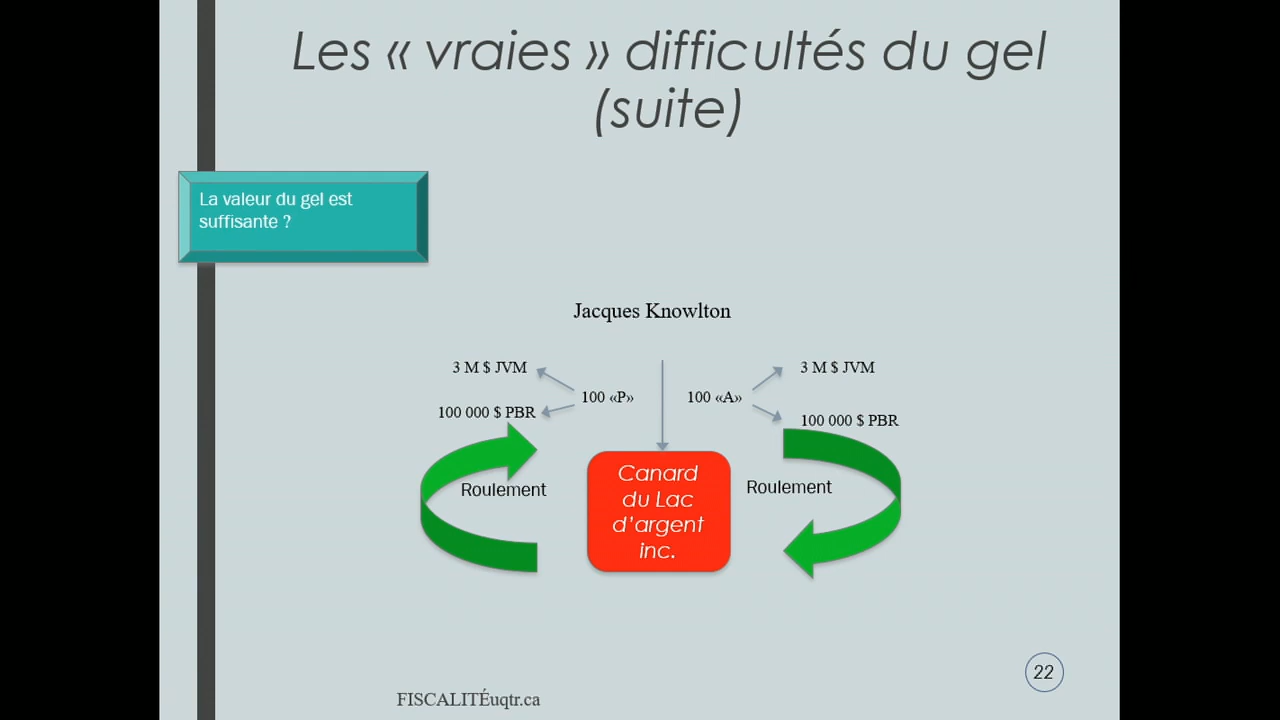 Les « vraies » difficultés du gel
(suite)
La valeur du gel est
suffisante ?
Jacques Knowlton
3 M $ JVM
3 M $ JVM
100 «P»
100 «A»
100 000 $ PBR
100 000 $ PBR
Roulement
Canard
du Lac
d'argent
inc.
Roulement
22
FISCALITÉuqtr.ca